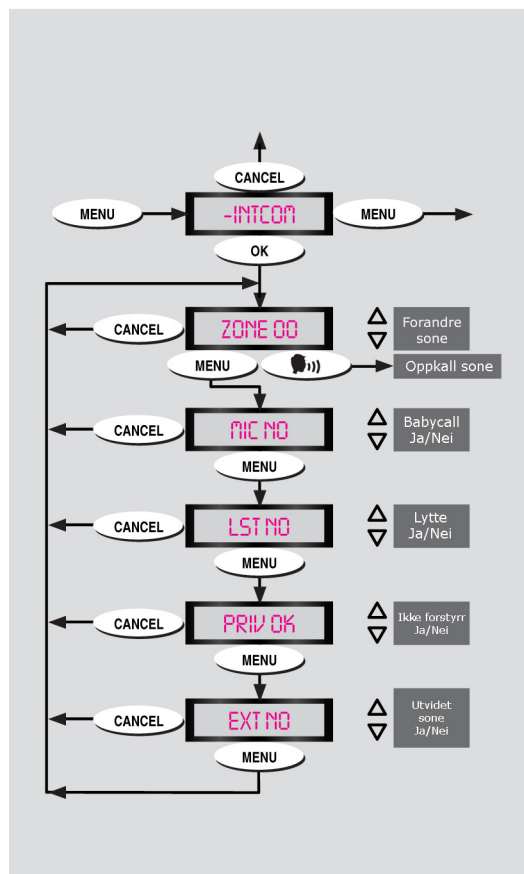 CANCEL
MENU
-INTCOM
MENU
OK
CANCEL
ZONE 00
Forandre
sone
MENU
Oppkall sone
CANCEL
MIC NO
Babycall
Ja/Nei
MENU
CANCEL
LST NO
Lytte
Ja/Nei
MENU
CANCEL
PRIV OK
Ikke forstyrr
Ja/Nei
MENU
CANCEL
EXT NO
Utvidet
sone
Ja/Nei
MENU